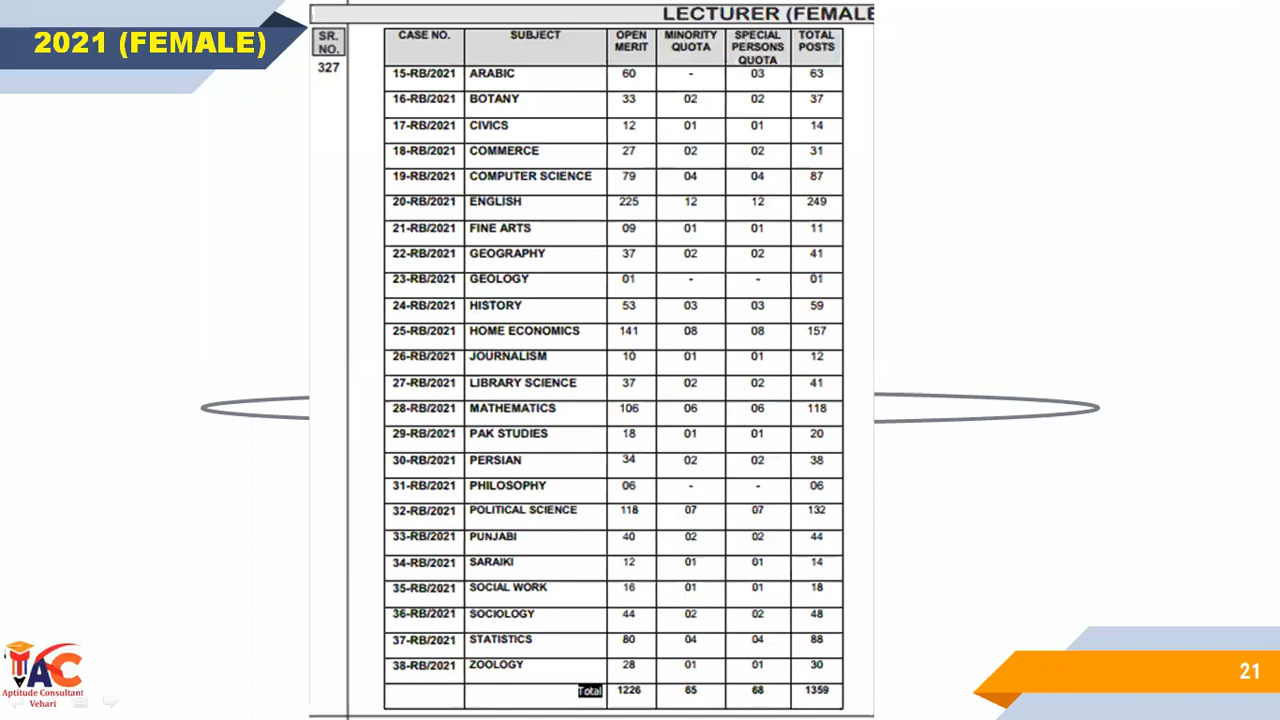 2021 (FEMALE)
LECTURER (FEMALE
SR. NO.
327
CASE NO. SUBJECT OPEN MERIT MINORITY QUOTA SPECIAL PERSONS QUOTA TOTAL POSTS
15-RB/2021 ARABIC 60 - 03 63
16-RB/2021 BOTANY 33 02 02 37
17-RB/2021 CIVICS 12 01 01 14
18-RB/2021 COMMERCE 27 02 02 31
19-RB/2021 COMPUTER SCIENCE 79 04 04 87
20-RB/2021 ENGLISH 225 12 12 249
21-RB/2021 FINE ARTS 09 01 01 11
22-RB/2021 GEOGRAPHY 37 02 02 41
23-RB/2021 GEOLOGY 01 - - 01
24-RB/2021 HISTORY 53 03 03 59
25-RB/2021 HOME ECONOMICS 141 08 08 157
26-RB/2021 JOURNALISM 10 01 01 12
27-RB/2021 LIBRARY SCIENCE 37 02 02 41
28-RB/2021 MATHEMATICS 106 06 06 118
29-RB/2021 PAK STUDIES 18 01 01 20
30-RB/2021 PERSIAN 34 02 02 38
31-RB/2021 PHILOSOPHY 06 - - 06
32-RB/2021 POLITICAL SCIENCE 118 07 07 132
33-RB/2021 PUNJABI 40 02 02 44
34-RB/2021 SARAIKI 12 01 01 14
35-RB/2021 SOCIAL WORK 16 01 01 18
36-RB/2021 SOCIOLOGY 44 02 02 48
37-RB/2021 STATISTICS 80 04 04 88
38-RB/2021 ZOOLOGY 28 01 01 30
Total 1226 65 68 1359
AC
Aptitude Consultant
Vehari
21